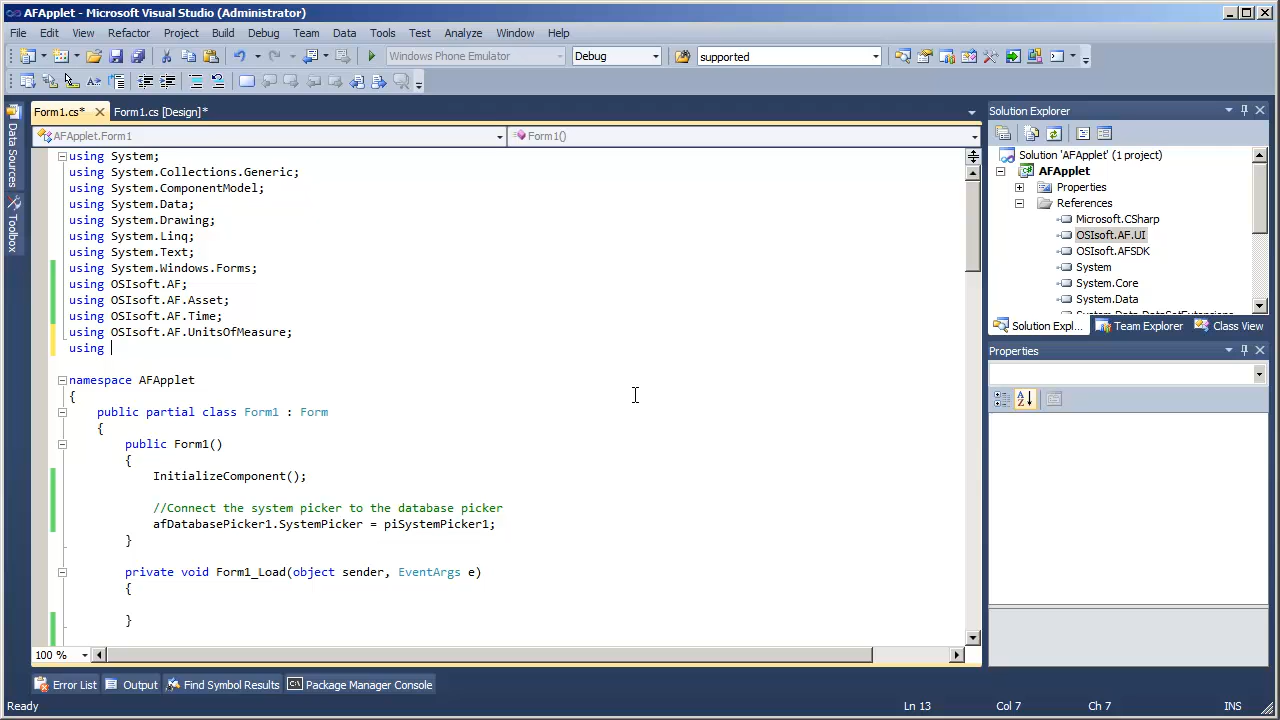 AFApplet - Microsoft Visual Studio (Administrator)
File Edit View Refactor Project Build Debug Team Data Tools Test Analyze Window Help
Windows Phone Emulator Debug supported
Form1.cs* Form1.cs [Design]*
AFApplet.Form1 Form1()
Data Sources
Toolbox
using System;
using System.Collections.Generic;
using System.ComponentModel;
using System.Data;
using System.Drawing;
using System.Linq;
using System.Text;
using System.Windows.Forms;
using OSIsoft.AF;
using OSIsoft.AF.Asset;
using OSIsoft.AF.Time;
using OSIsoft.AF.UnitsOfMeasure;
using
namespace AFApplet
{
public partial class Form1 : Form
{
public Form1()
{
InitializeComponent();
//Connect the system picker to the database picker
afDatabasePicker1.SystemPicker = piSystemPicker1;
}
private void Form1_Load(object sender, EventArgs e)
{
}
100 %
Solution Explorer
Solution 'AFApplet' (1 project)
AFApplet
Properties
References
Microsoft.CSharp
OSIsoft.AF.UI
OSIsoft.AFSDK
System
System.Core
System.Data
System.Data.DataSetExtensions
Solution Expl... Team Explorer Class View
Properties
Error List Output Find Symbol Results Package Manager Console
Ready Ln 13 Col 7 Ch 7 INS